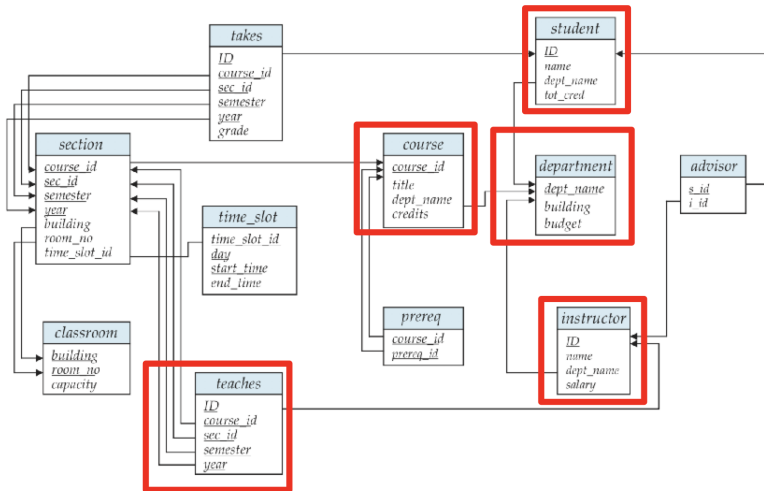 takes
ID
course_id
sec_id
semester
year
grade
student
ID
name
dept_name
tot_cred
section
course_id
sec_id
semester
year
building
room_no
time_slot_id
course
course_id
title
dept_name
credits
department
dept_name
building
budget
advisor
s_id
i_id
time_slot
time_slot_id
day
start_time
end_time
prereq
course_id
prereq_id
instructor
ID
name
dept_name
salary
classroom
building
room_no
capacity
teaches
ID
course_id
sec_id
semester
year